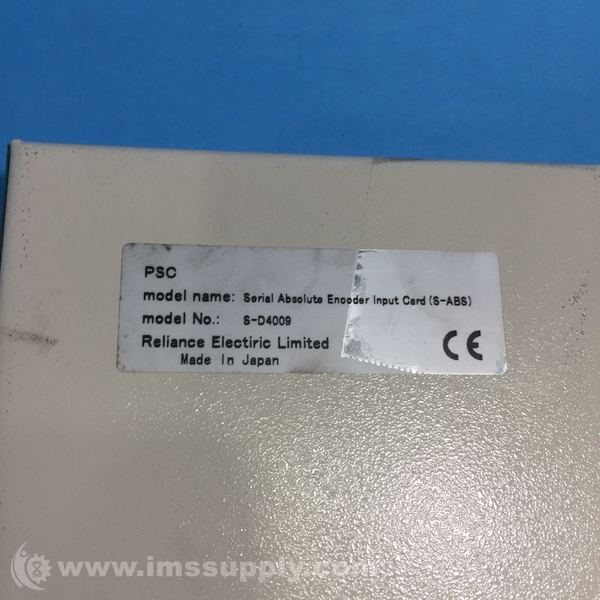 PSC
model name: Serial Absolute Encoder Input Card (S-ABS)
model No.: S-D4009
Reliance Electiric Limited
Made In Japan
CE
www.imssupply.com